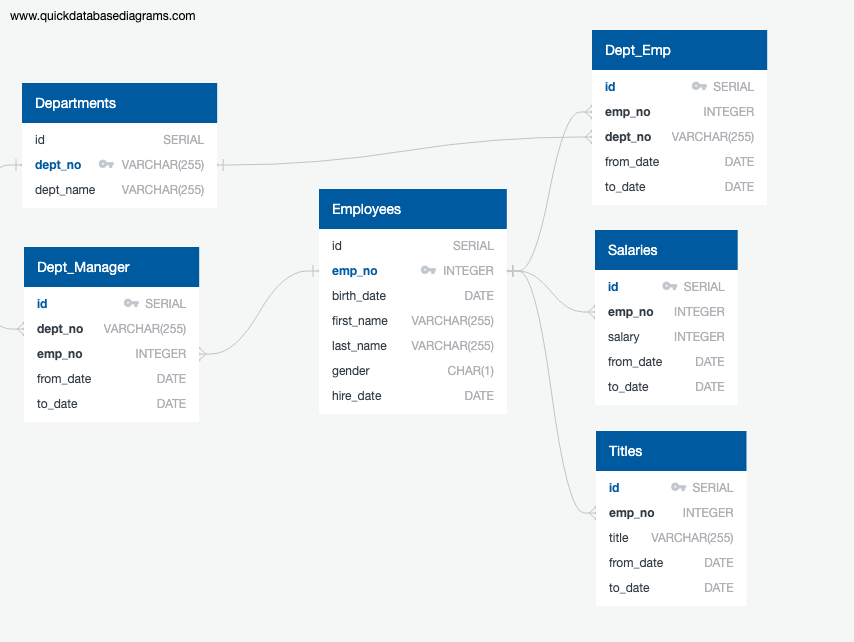 www.quickdatabasediagrams.com
Departments
id SERIAL
dept_no VARCHAR(255)
dept_name VARCHAR(255)
Dept_Manager
id SERIAL
dept_no VARCHAR(255)
emp_no INTEGER
from_date DATE
to_date DATE
Employees
id SERIAL
emp_no INTEGER
birth_date DATE
first_name VARCHAR(255)
last_name VARCHAR(255)
gender CHAR(1)
hire_date DATE
Dept_Emp
id SERIAL
emp_no INTEGER
dept_no VARCHAR(255)
from_date DATE
to_date DATE
Salaries
id SERIAL
emp_no INTEGER
salary INTEGER
from_date DATE
to_date DATE
Titles
id SERIAL
emp_no INTEGER
title VARCHAR(255)
from_date DATE
to_date DATE